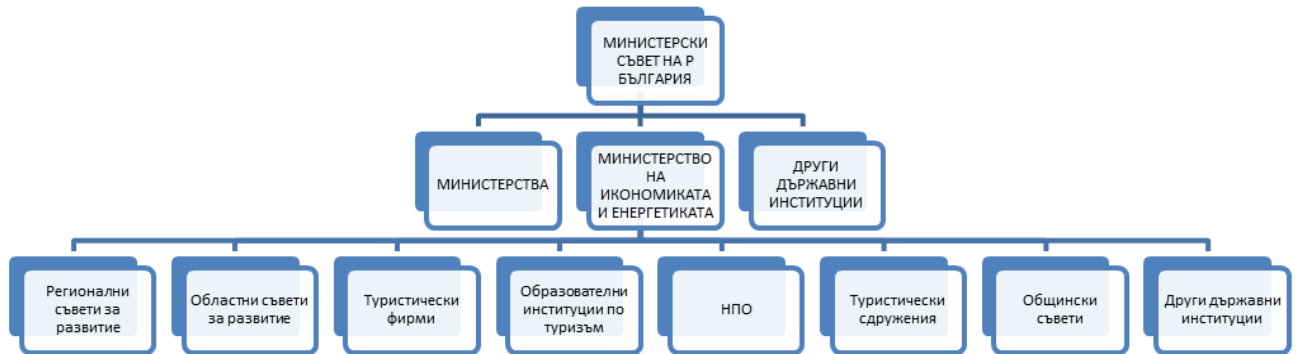 МИНИСТЕРСКИ
СЪВЕТ НА Р
БЪЛГАРИЯ
МИНИСТЕРСТВА
МИНИСТЕРСТВО
НА
ИКОНОМИКАТА
И ЕНЕРГЕТИКАТА
ДРУГИ
ДЪРЖАВНИ
ИНСТИТУЦИИ
Регионални
съвети за
развитие
Областни съвети
за развитие
Туристически
фирми
Образователни
институции по
туризъм
НПО
Туристически
сдружения
Общински
съвети
Други държавни
институции